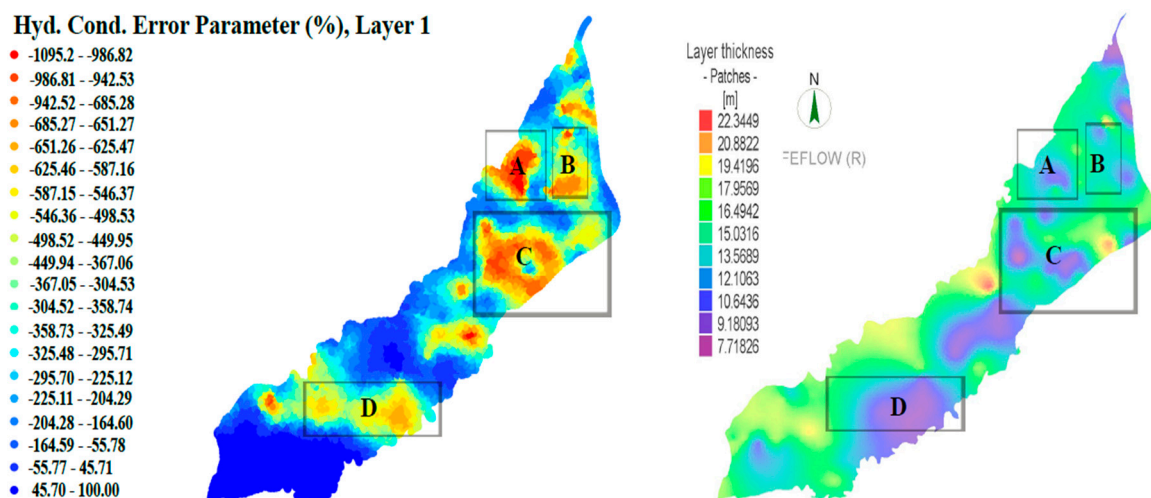 Hyd. Cond. Error Parameter (%), Layer 1
-1095.2 - -986.82
-986.81 - -942.53
-942.52 - -685.28
-685.27 - -651.27
-651.26 - -625.47
-625.46 - -587.16
-587.15 - -546.37
-546.36 - -498.53
-498.52 - -449.95
-449.94 - -367.06
-367.05 - -304.53
-304.52 - -358.74
-358.73 - -325.49
-325.48 - -295.71
-295.70 - -225.12
-225.11 - -204.29
-204.28 - -164.60
-164.59 - -55.78
-55.77 - 45.71
45.70 - 100.00
A
B
C
D
Layer thickness
- Patches -
[m]
22.3449
20.8822
19.4196
17.9569
16.4942
15.0316
13.5689
12.1063
10.6436
9.18093
7.71826
N
FEFLOW (R)
A
B
C
D